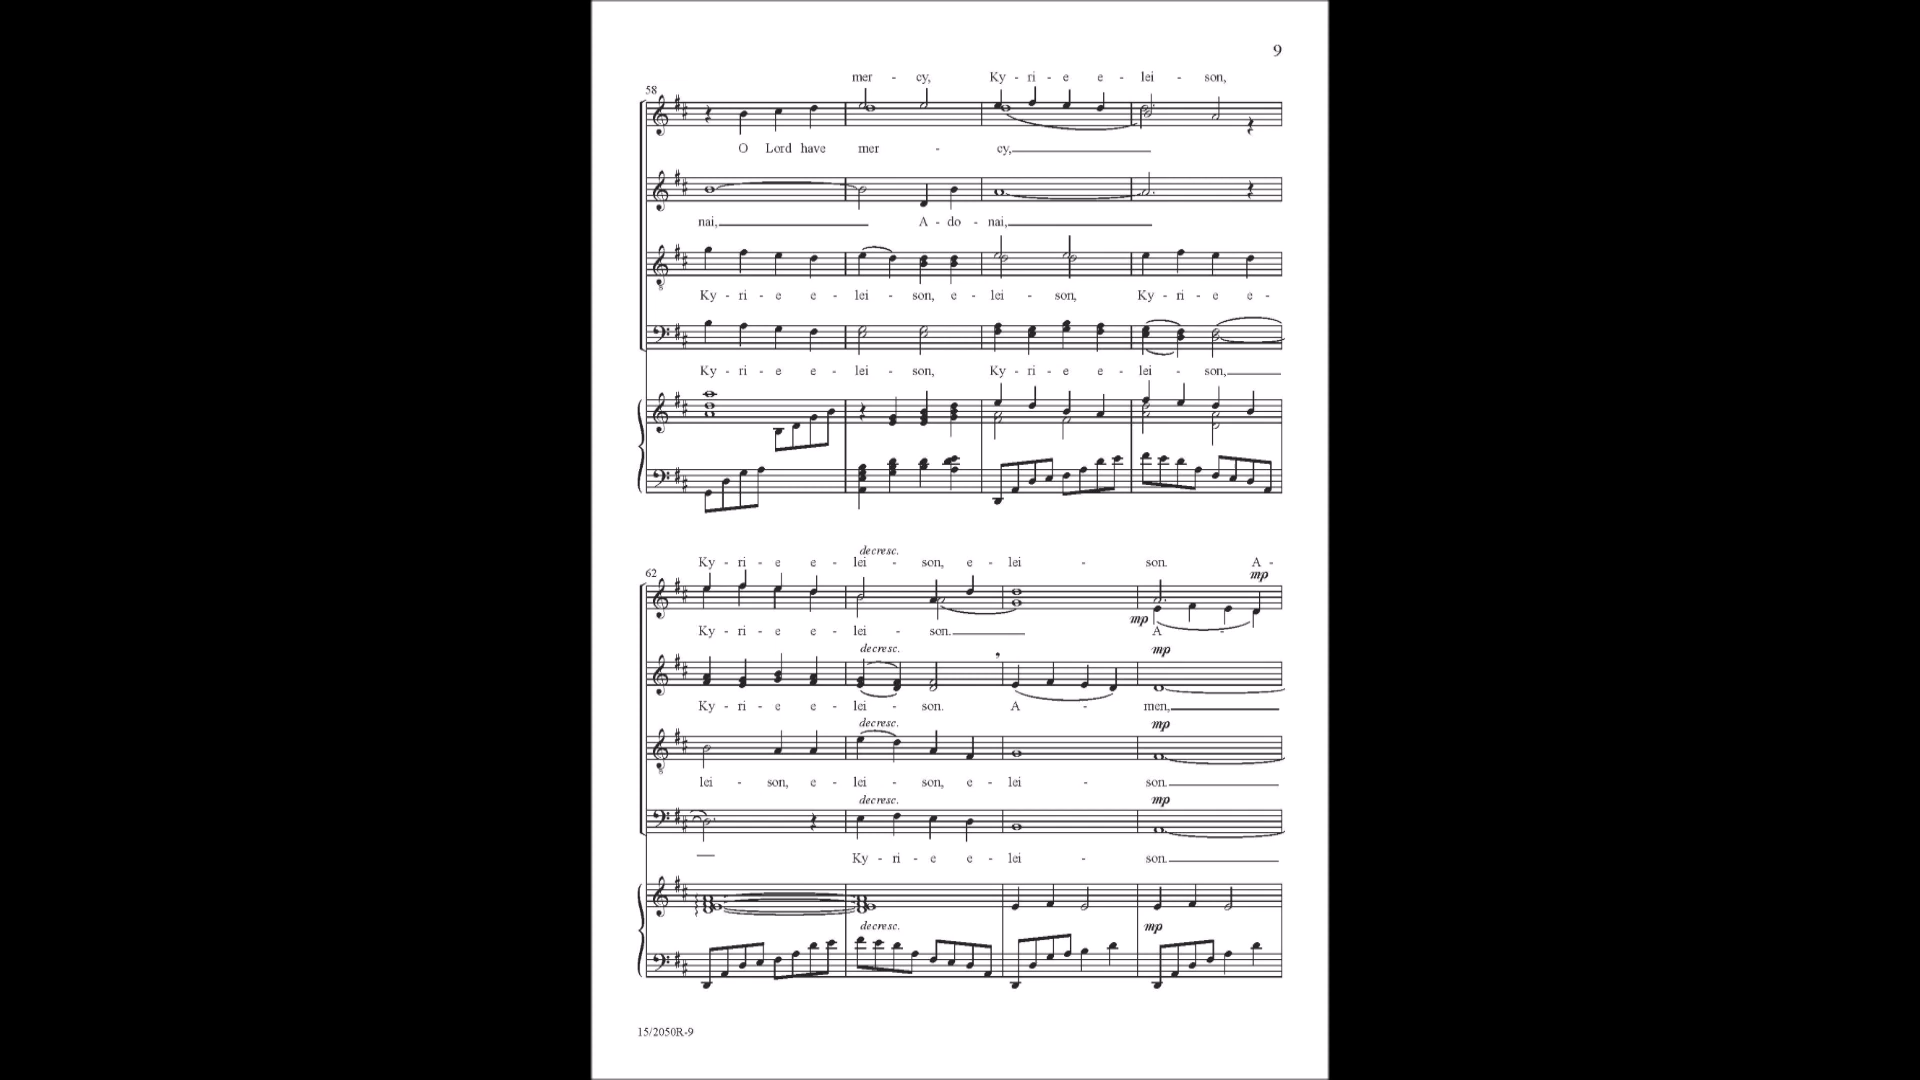 9
mer - cy, Ky - ri - e e - lei - son,
58
O Lord have mer - cy,
nai, A - do - nai,
Ky - ri - e e - lei - son, e - lei - son, Ky - ri - e e -
Ky - ri - e e - lei - son, Ky - ri - e e - lei - son,
decresc.
Ky - ri - e e - lei - son, e - lei - son. A -
62
mp
mp
Ky - ri - e e - lei - son. A -
decresc.
mp
Ky - ri - e e - lei - son. A - men,
decresc.
mp
lei - son, e - lei - son, e - lei - son.
decresc.
mp
Ky - ri - e e - lei - son.
decresc.
mp
15/2050R-9